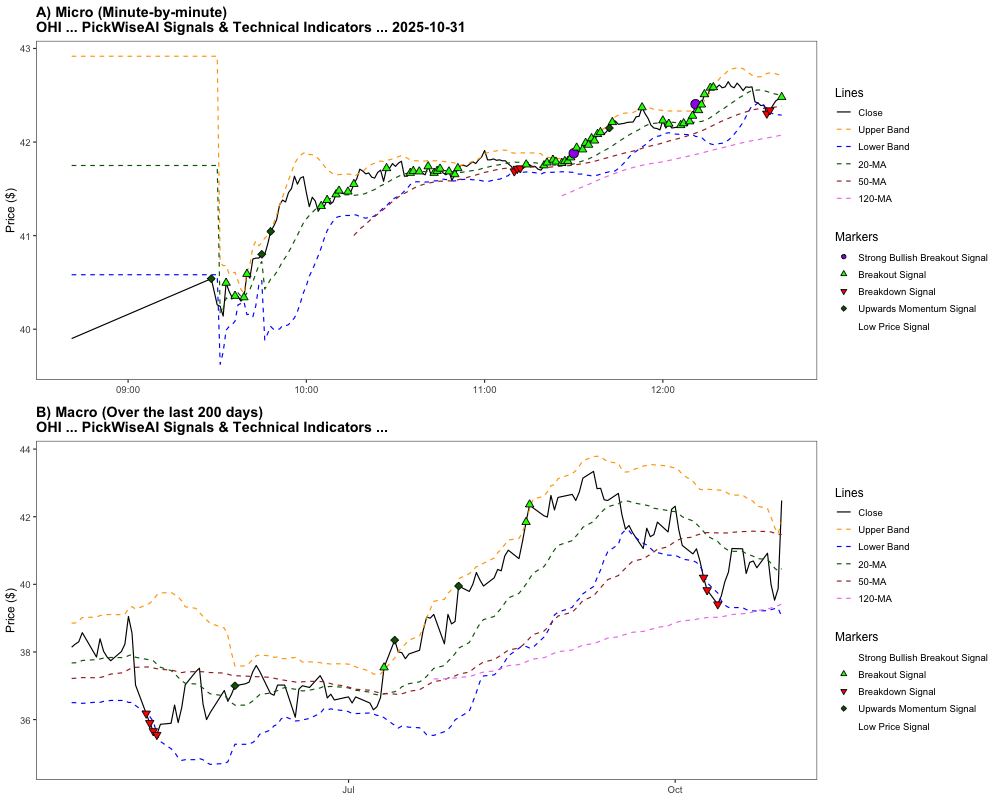 A) Micro (Minute-by-minute)
OHI ... PickWiseAI Signals & Technical Indicators ... 2025-10-31
43
42
41
40
Price ($)
09:00
10:00
11:00
12:00
Lines
Close
Upper Band
Lower Band
20-MA
50-MA
120-MA
Markers
Strong Bullish Breakout Signal
Breakout Signal
Breakdown Signal
Upwards Momentum Signal
Low Price Signal
B) Macro (Over the last 200 days)
OHI ... PickWiseAI Signals & Technical Indicators ...
44
42
40
38
36
Price ($)
Jul
Oct
Lines
Close
Upper Band
Lower Band
20-MA
50-MA
120-MA
Markers
Strong Bullish Breakout Signal
Breakout Signal
Breakdown Signal
Upwards Momentum Signal
Low Price Signal